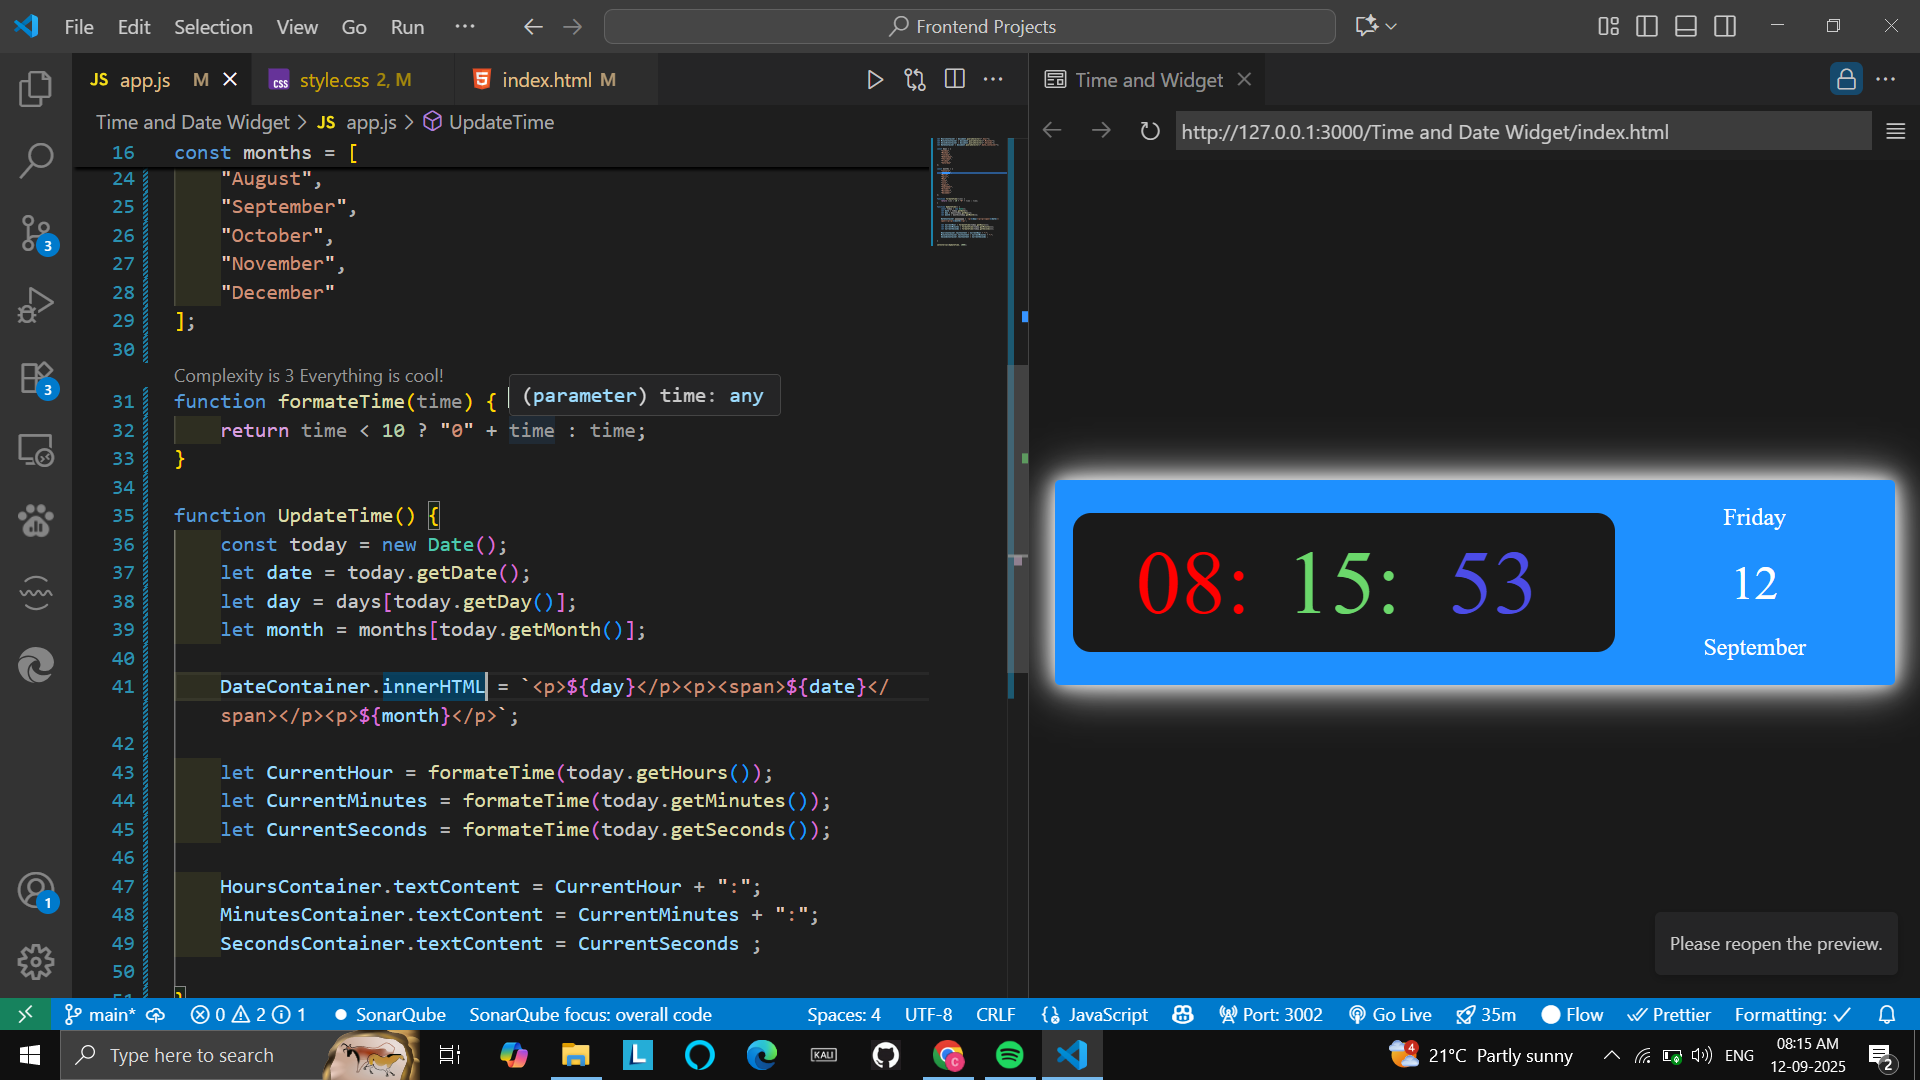 File Edit Selection View Go Run ··· Frontend Projects
JS app.js M style.css 2, M index.html M
Time and Widget
Time and Date Widget > JS app.js > UpdateTime
http://127.0.0.1:3000/Time and Date Widget/index.html
16 const months = [
24 "August",
25 "September",
26 "October",
27 "November",
28 "December"
29 ];
30
Complexity is 3 Everything is cool!
(parameter) time: any
31 function formateTime(time) {
32 return time < 10 ? "0" + time : time;
33 }
34
35 function UpdateTime() {
36 const today = new Date();
37 let date = today.getDate();
38 let day = days[today.getDay()];
39 let month = months[today.getMonth()];
40
41 DateContainer.innerHTML = `<p>${day}</p><p><span>${date}</
span></p><p>${month}</p>`;
42
43 let CurrentHour = formateTime(today.getHours());
44 let CurrentMinutes = formateTime(today.getMinutes());
45 let CurrentSeconds = formateTime(today.getSeconds());
46
47 HoursContainer.textContent = CurrentHour + ":";
48 MinutesContainer.textContent = CurrentMinutes + ":";
49 SecondsContainer.textContent = CurrentSeconds ;
50
08: 15: 53
Friday
12
September
Please reopen the preview.
3
3
1
main* 0 2 1 SonarQube SonarQube focus: overall code Spaces: 4 UTF-8 CRLF {} JavaScript Port: 3002 Go Live 35m Flow Prettier Formatting: ✓
Type here to search L KALI C 4 21°C Partly sunny ENG 08:15 AM
12-09-2025 2